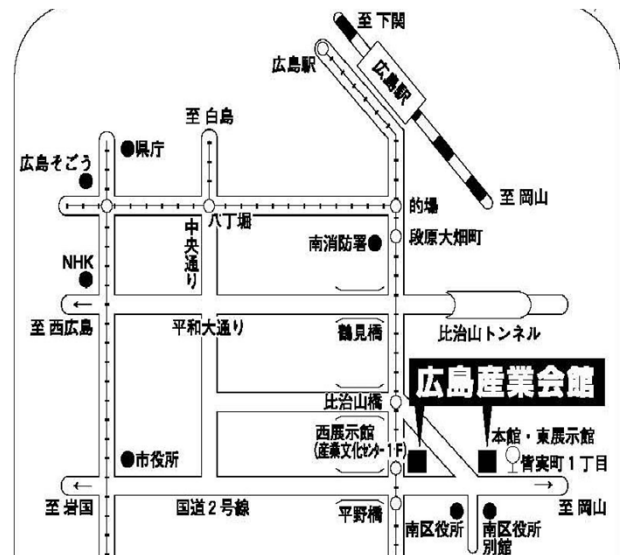 至 下関
広島駅
広島駅
至 白島
●県庁
広島そごう
至 岡山
的場
八丁堀
中央通り
南消防署●
段原大畑町
NHK
←
至 西広島
平和大通り
鶴見橋
比治山トンネル
広島産業会館
比治山橋
西展示館
(産業文化センター1F)
本館・東展示館
皆実町1丁目
●市役所
←
→
至 岩国
国道2号線
平野橋
南区役所
南区役所
別館
至 岡山